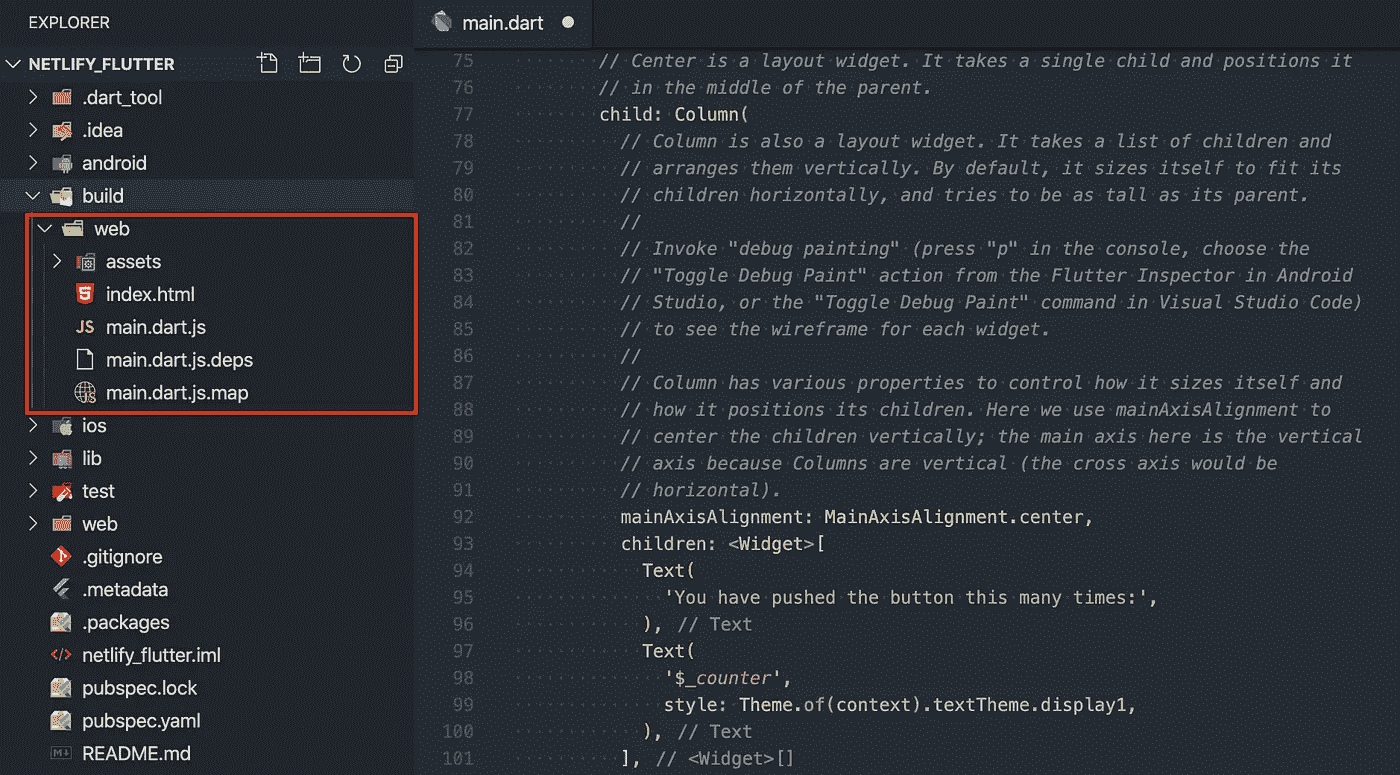 EXPLORER
NETLIFY_FLUTTER
.dart_tool
.idea
android
build
web
assets
index.html
JS main.dart.js
main.dart.js.deps
JS main.dart.js.map
ios
lib
test
web
.gitignore
.metadata
.packages
</> netlify_flutter.iml
pubspec.lock
pubspec.yaml
M↓ README.md
main.dart
75 // Center is a layout widget. It takes a single child and positions it
76 // in the middle of the parent.
77 child: Column(
78 // Column is also a layout widget. It takes a list of children and
79 // arranges them vertically. By default, it sizes itself to fit its
80 // children horizontally, and tries to be as tall as its parent.
81 //
82 // Invoke "debug painting" (press "p" in the console, choose the
83 // "Toggle Debug Paint" action from the Flutter Inspector in Android
84 // Studio, or the "Toggle Debug Paint" command in Visual Studio Code)
85 // to see the wireframe for each widget.
86 //
87 // Column has various properties to control how it sizes itself and
88 // how it positions its children. Here we use mainAxisAlignment to
89 // center the children vertically; the main axis here is the vertical
90 // axis because Columns are vertical (the cross axis would be
91 // horizontal).
92 mainAxisAlignment: MainAxisAlignment.center,
93 children: <Widget>[
94 Text(
95 'You have pushed the button this many times:',
96 ), // Text
97 Text(
98 '$_counter',
99 style: Theme.of(context).textTheme.display1,
100 ), // Text
101 ], // <Widget>[]